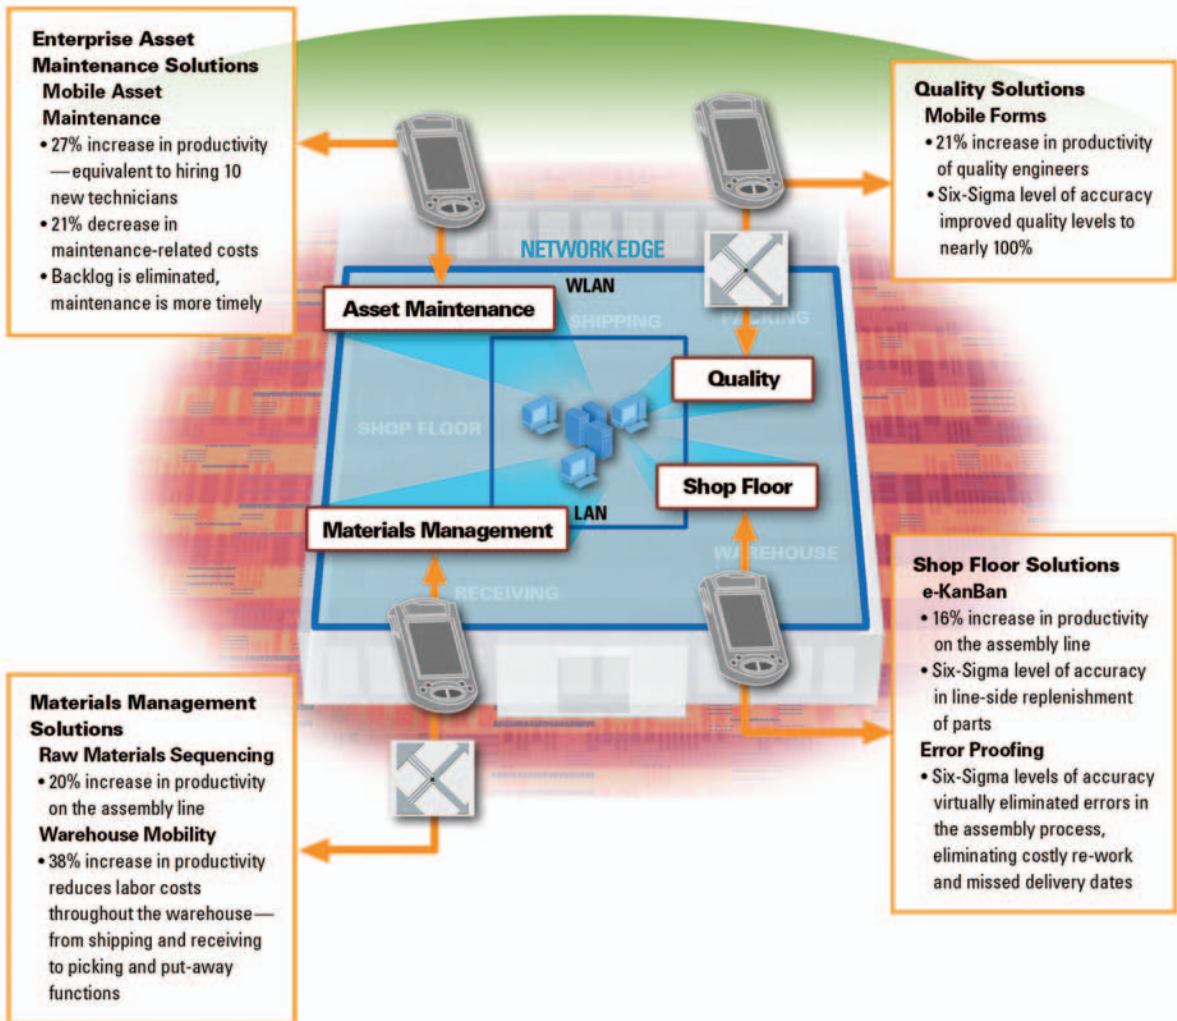 Enterprise Asset
Maintenance Solutions
Mobile Asset
Maintenance
• 27% increase in productivity
—equivalent to hiring 10
new technicians
• 21% decrease in
maintenance-related costs
• Backlog is eliminated,
maintenance is more timely
Quality Solutions
Mobile Forms
• 21% increase in productivity
of quality engineers
• Six-Sigma level of accuracy
improved quality levels to
nearly 100%
NETWORK EDGE
WLAN
Asset Maintenance
SHIPPING
PACKING
Quality
SHOP FLOOR
Shop Floor
LAN
Materials Management
WAREHOUSE
RECEIVING
Materials Management
Solutions
Raw Materials Sequencing
• 20% increase in productivity
on the assembly line
Warehouse Mobility
• 38% increase in productivity
reduces labor costs
throughout the warehouse—
from shipping and receiving
to picking and put-away
functions
Shop Floor Solutions
e-KanBan
• 16% increase in productivity
on the assembly line
• Six-Sigma level of accuracy
in line-side replenishment
of parts
Error Proofing
• Six-Sigma levels of accuracy
virtually eliminated errors in
the assembly process,
eliminating costly re-work
and missed delivery dates